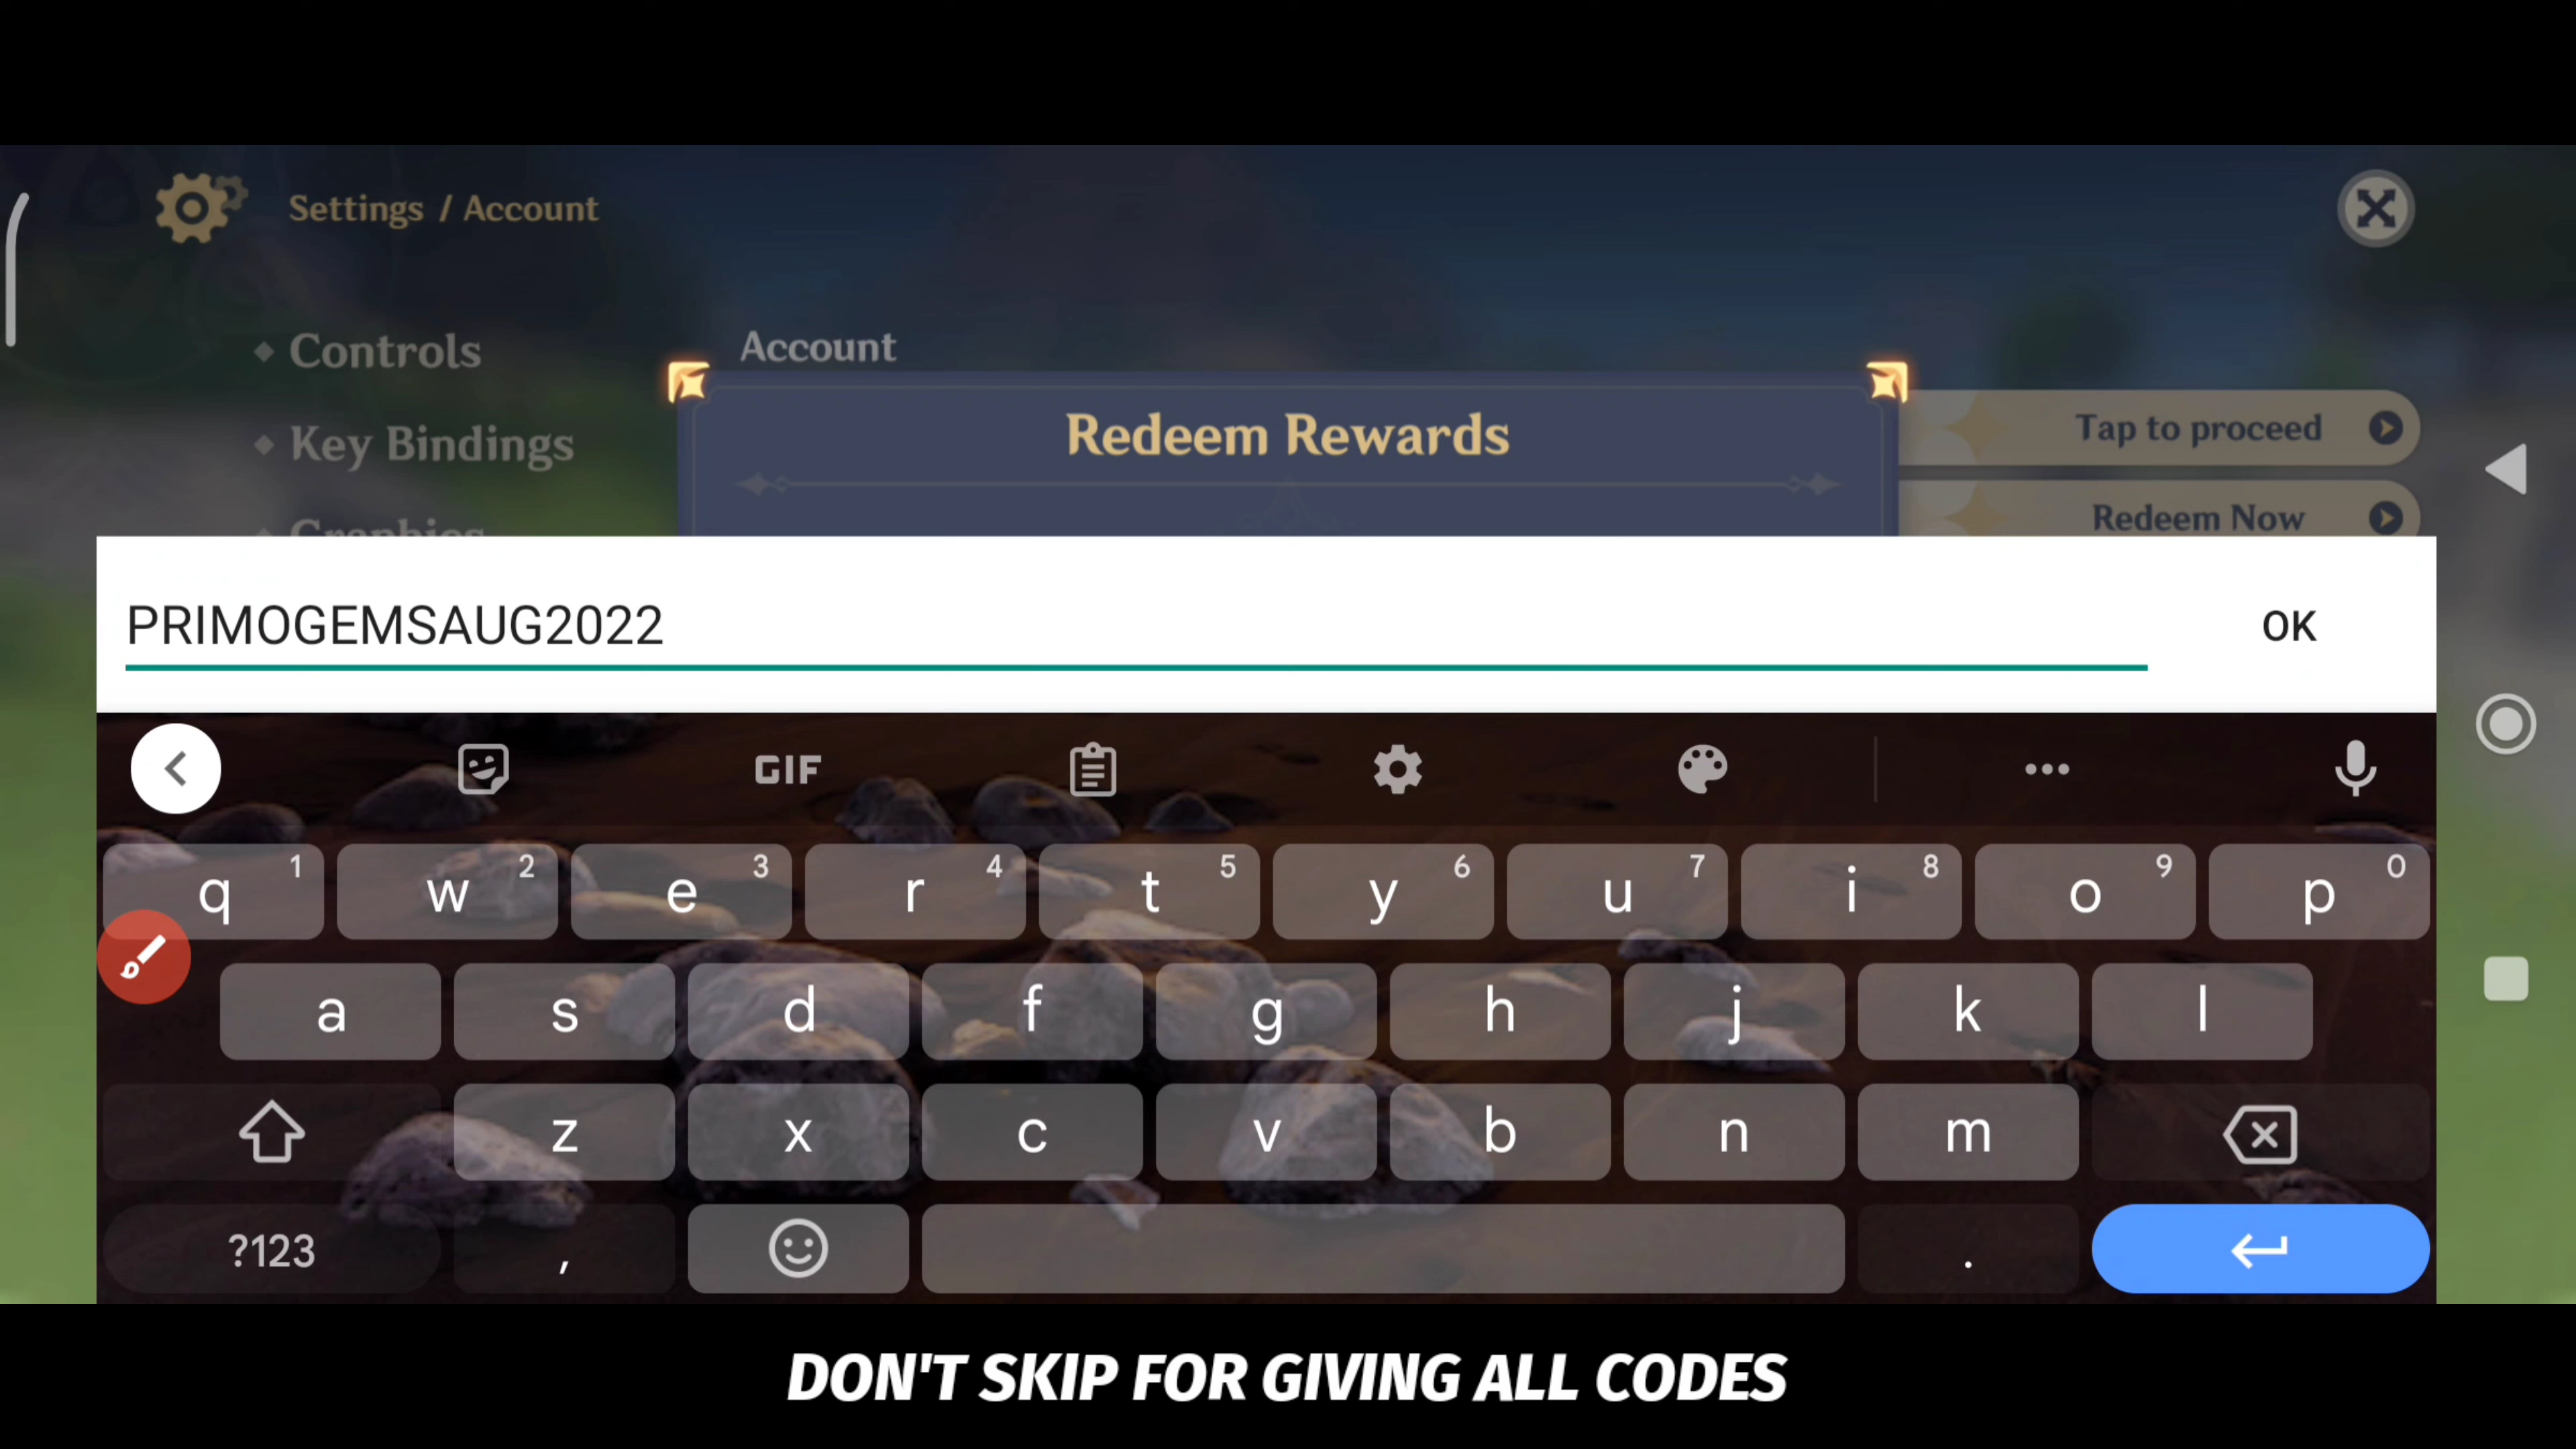 Settings / Account
Controls
Account
Key Bindings
Redeem Rewards
Tap to proceed
Graphics
Redeem Now
PRIMOGEMSAUG2022
OK
GIF
q 1 w 2 e 3 r 4 t 5 y 6 u 7 i 8 o 9 p 0
a s d f g h j k l
z x c v b n m
?123 , .
DON'T SKIP FOR GIVING ALL CODES